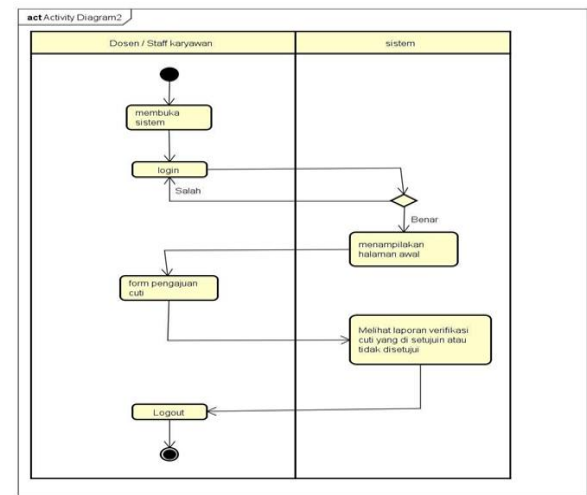 act Activity Diagram2
Dosen / Staff karyawan
sistem
membuka
sistem
login
Salah
Benar
menampilakan
halaman awal
form pengajuan
cuti
Melihat laporan verifikasi
cuti yang di setujuin atau
tidak disetujui
Logout